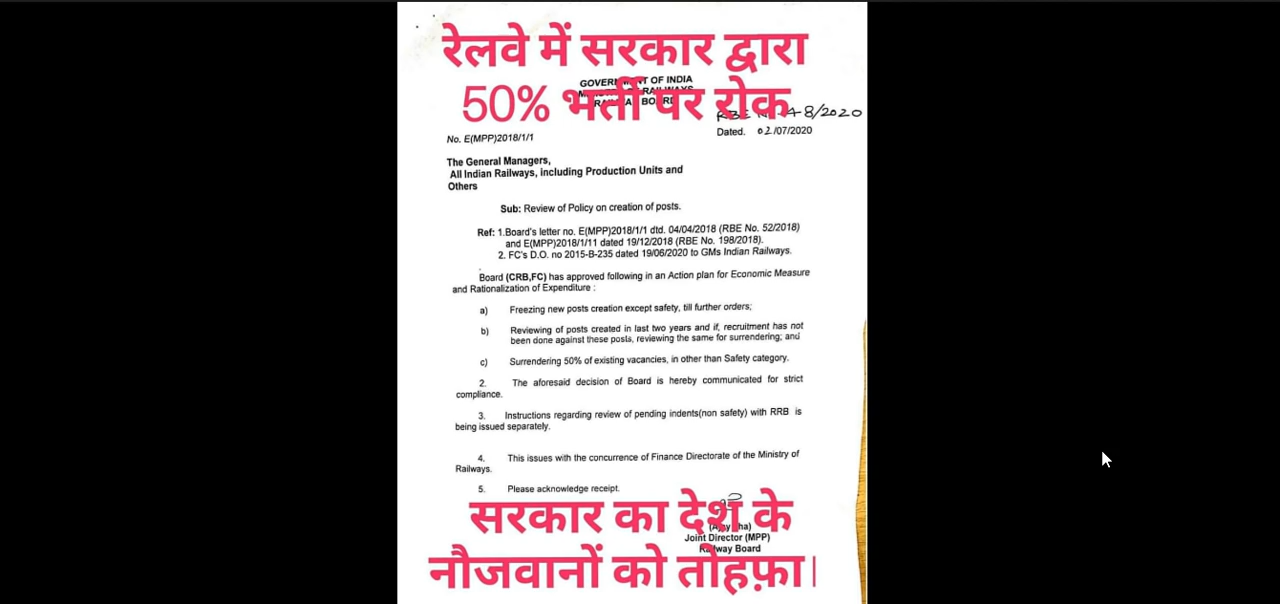 रेलवे में सरकार द्वारा
GOVERNMENT OF INDIA
50% भर्ती पर रोक
48/2020
No. E(MPP)2018/1/1
Dated. 02/07/2020
The General Managers,
All Indian Railways, including Production Units and
Others
Sub: Review of Policy on creation of posts.
Ref: 1.Board's letter no. E(MPP)2018/1/1 dtd. 04/04/2018 (RBE No. 52/2018)
and E(MPP)2018/1/11 dated 19/12/2018 (RBE No. 198/2018).
2. FC's D.O. no 2015-B-235 dated 19/06/2020 to GMs Indian Railways.
Board (CRB,FC) has approved following in an Action plan for Economic Measure
and Rationalization of Expenditure :
a) Freezing new posts creation except safety, till further orders;
b) Reviewing of posts created in last two years and if, recruitment has not
been done against these posts, reviewing the same for surrendering; and
c) Surrendering 50% of existing vacancies, in other than Safety category.
2. The aforesaid decision of Board is hereby communicated for strict
compliance.
3. Instructions regarding review of pending indents(non safety) with RRB is
being issued separately.
4. This issues with the concurrence of Finance Directorate of the Ministry of
Railways.
5. Please acknowledge receipt.
सरकार का देश के
Joint Director (MPP)
Railway Board
नौजवानों को तोहफ़ा।